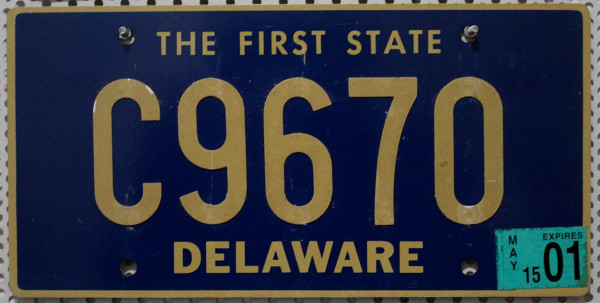 THE FIRST STATE
C9670
DELAWARE
MAY
EXPIRES
15 01